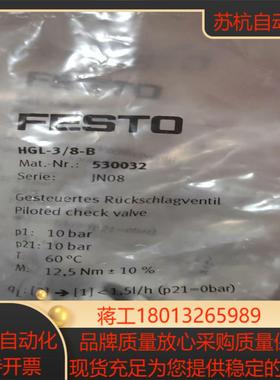 苏杭自动化
FESTO
HGL-3/8-B
Mat.-Nr.: 530032
Serie: JN08
Gesteuertes Rückschlagventil
Piloted check valve
p1: 10 bar
p21: 10 bar
T: 60 °C
M: 12,5 Nm ± 10 %
[1] < 1,5l/h (p21=0bar)
蒋工18013265989
自动化
开票
品牌质量放心采购质量保
现货充足为您提供稳定的